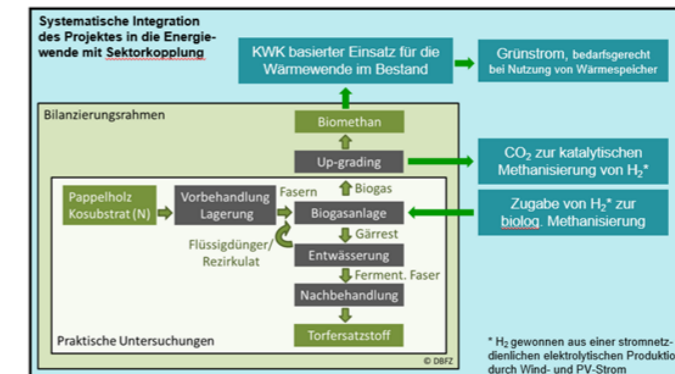 Systematische Integration
des Projektes in die Energie-
wende mit Sektorkopplung
KWK basierter Einsatz für die
Wärmewende im Bestand
Grünstrom, bedarfsgerecht
bei Nutzung von Wärmespeicher
Bilanzierungsrahmen
Biomethan
Up-grading
CO₂ zur katalytischen
Methanisierung von H₂*
Biogas
Pappelholz
Kosubstrat (N)
Vorbehandlung
Lagerung
Fasern
Biogasanlage
Zugabe von H₂* zur
biolog. Methanisierung
Gärrest
Flüssigdünger/
Rezirkulat
Entwässerung
Ferment. Faser
Nachbehandlung
Torfersatzstoff
Praktische Untersuchungen
© DBFZ
* H₂ gewonnen aus einer stromnetz-
dienlichen elektrolytischen Produktio
durch Wind- und PV-Strom